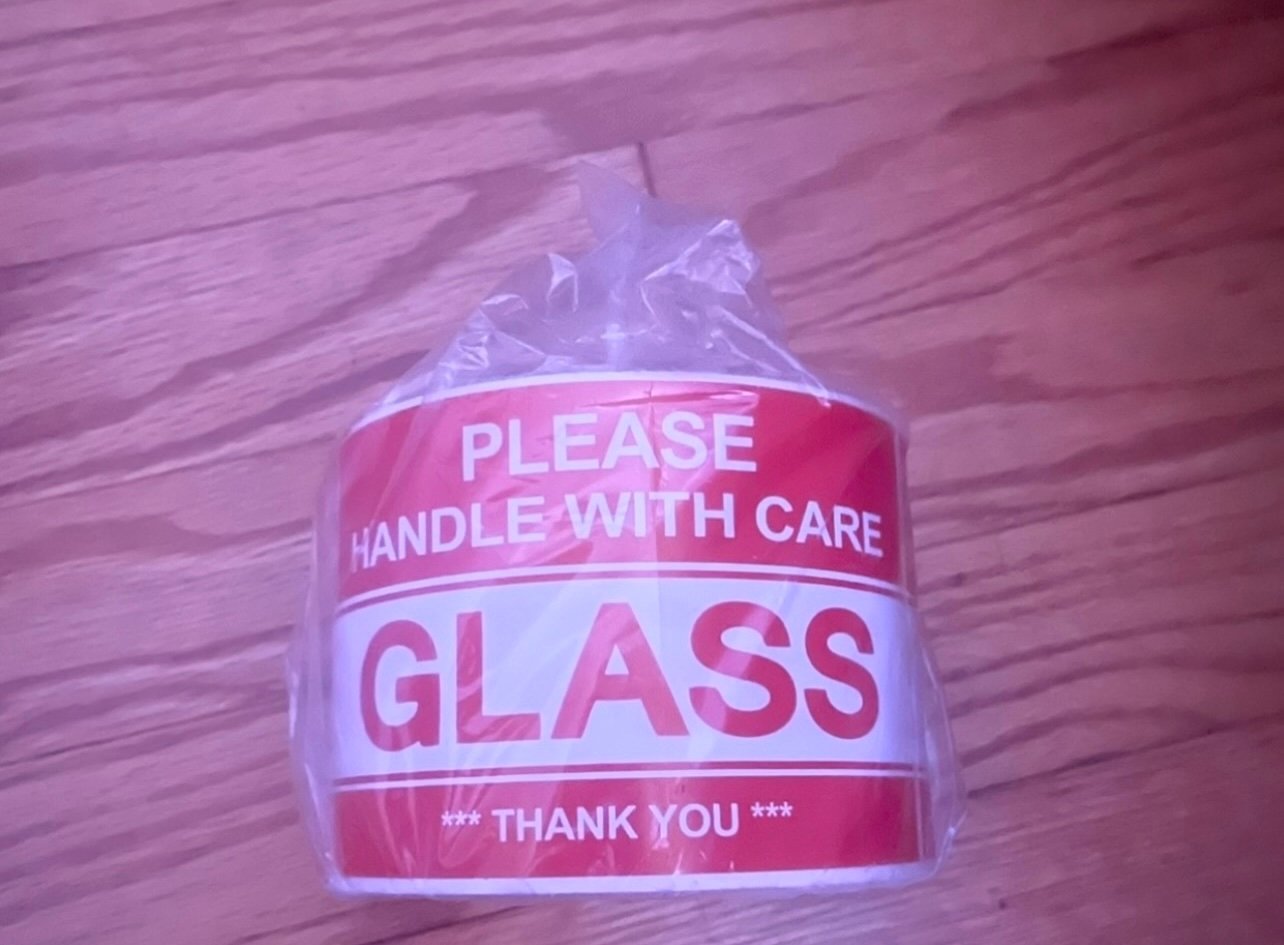 PLEASE
HANDLE WITH CARE
GLASS
*** THANK YOU ***